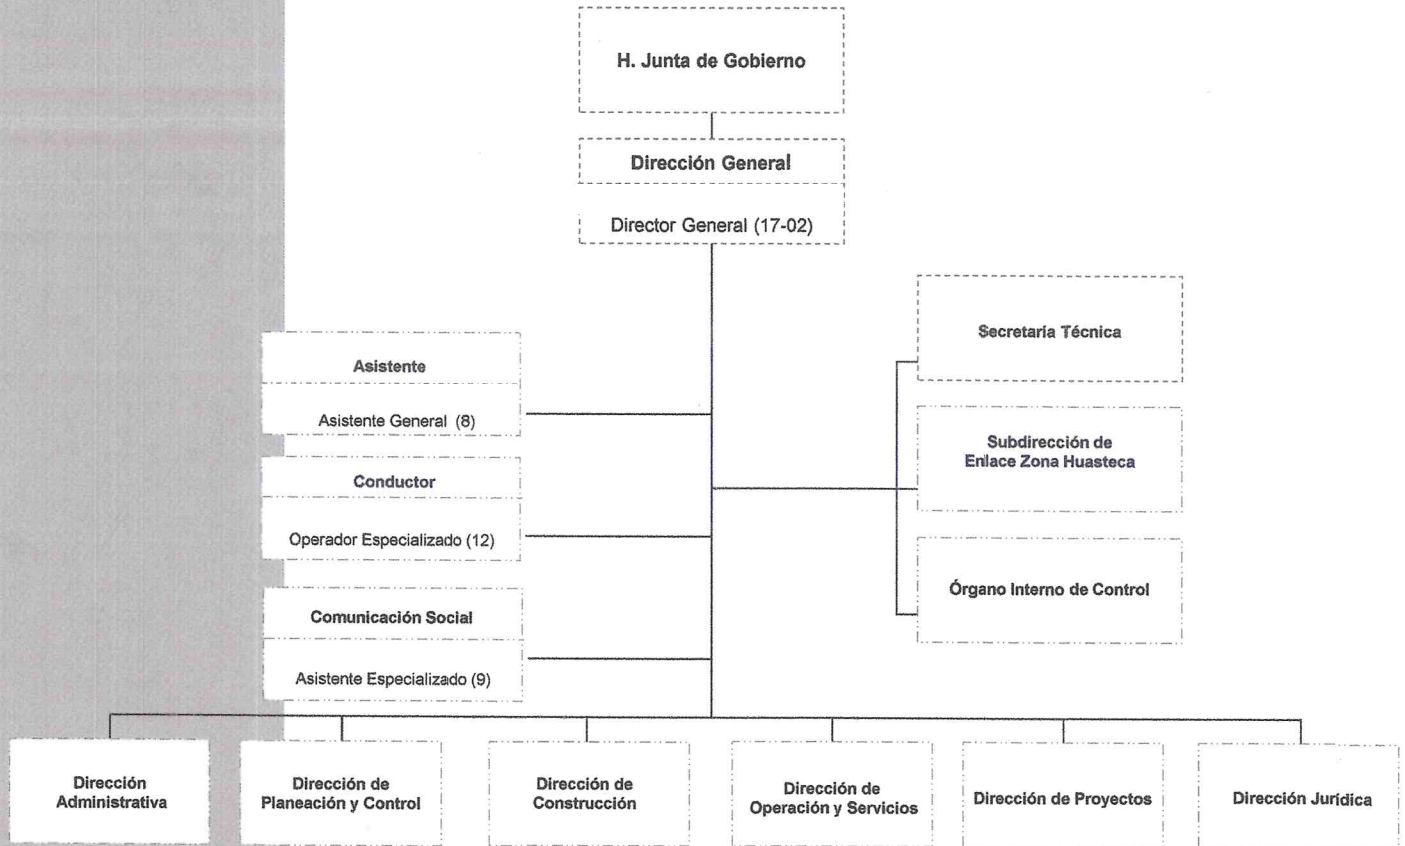 H. Junta de Gobierno
Dirección General
Director General (17-02)
Secretaría Técnica
Asistente
Asistente General (8)
Subdirección de
Enlace Zona Huasteca
Conductor
Operador Especializado (12)
Órgano Interno de Control
Comunicación Social
Asistente Especializado (9)
Dirección
Administrativa
Dirección de
Planeación y Control
Dirección de
Construcción
Dirección de
Operación y Servicios
Dirección de Proyectos
Dirección Jurídica